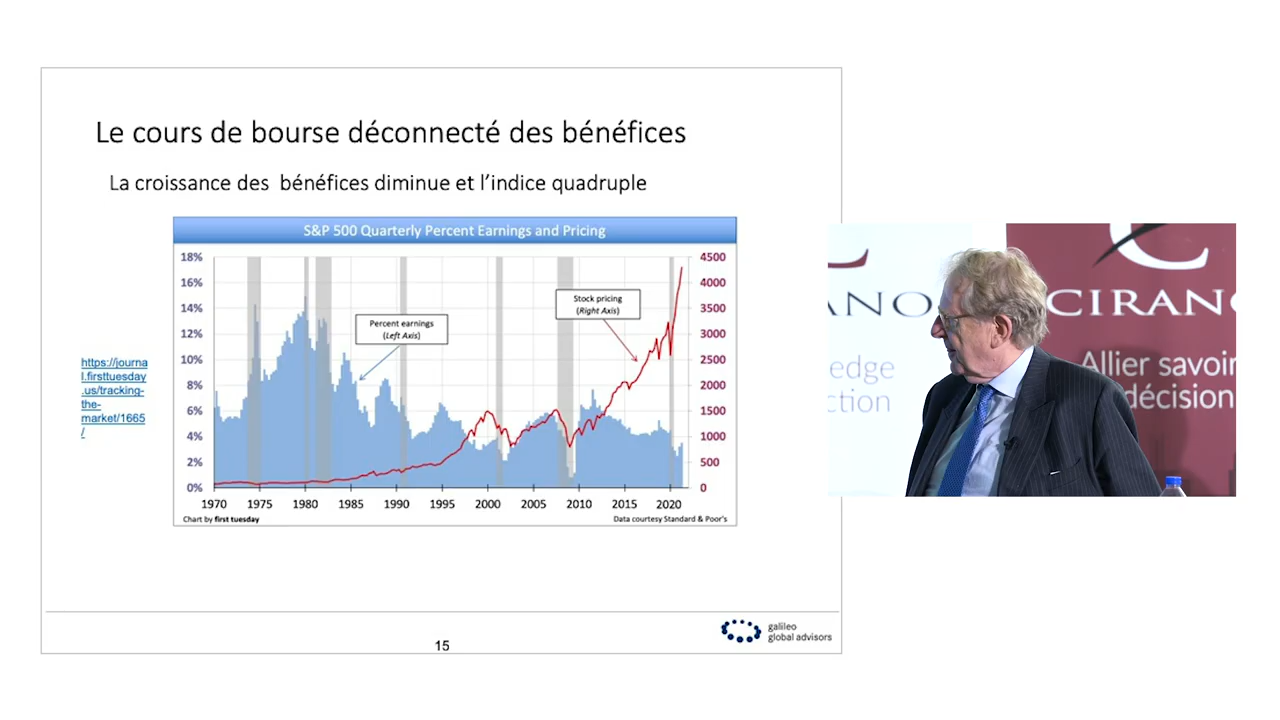 Le cours de bourse déconnecté des bénéfices
La croissance des bénéfices diminue et l'indice quadruple
S&P 500 Quarterly Percent Earnings and Pricing
18%
16%
14%
12%
10%
8%
6%
4%
2%
0%
4500
4000
3500
3000
2500
2000
1500
1000
500
0
Percent earnings
(Left Axis)
Stock pricing
(Right Axis)
1970 1975 1980 1985 1990 1995 2000 2005 2010 2015 2020
Chart by first tuesday
Data courtesy Standard & Poor's
https://journa
l.firsttuesday
.us/tracking-
the-
market/1665
/
15
galileo
global advisors
ANO
edge
ction
CIRANO
Allier savoir
décision